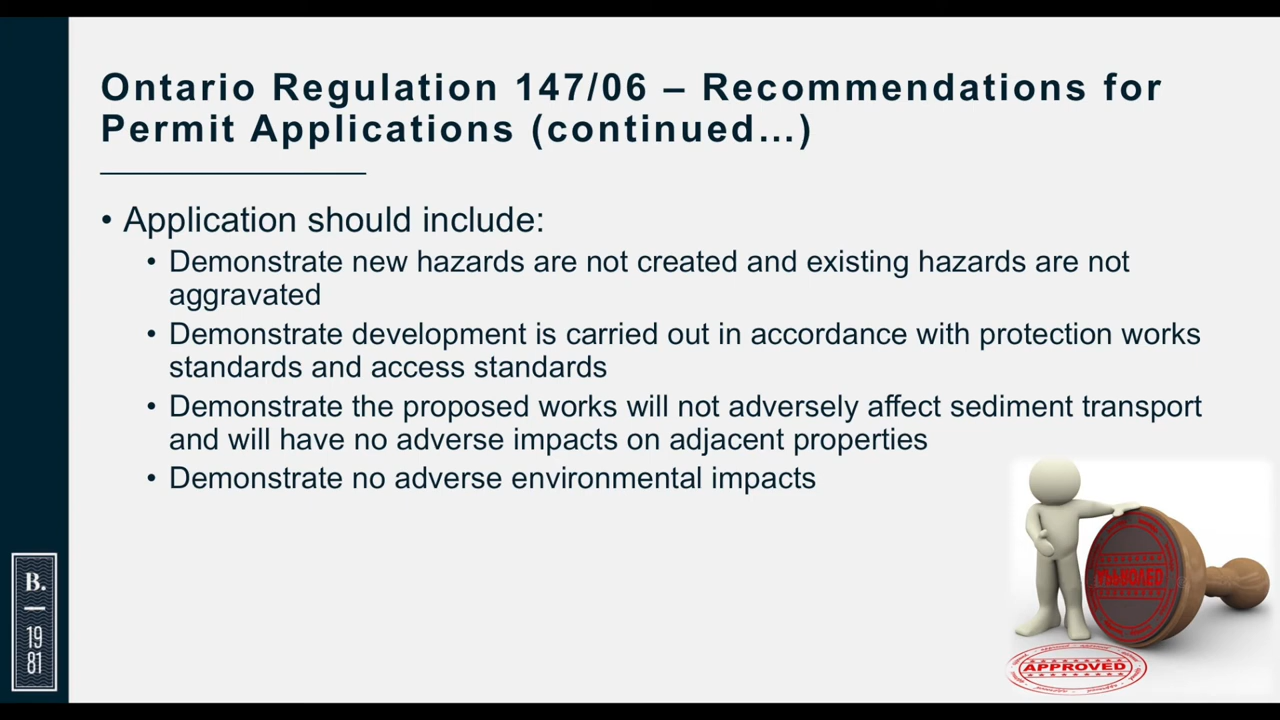 Ontario Regulation 147/06 – Recommendations for
Permit Applications (continued…)
• Application should include:
• Demonstrate new hazards are not created and existing hazards are not
aggravated
• Demonstrate development is carried out in accordance with protection works
standards and access standards
• Demonstrate the proposed works will not adversely affect sediment transport
and will have no adverse impacts on adjacent properties
• Demonstrate no adverse environmental impacts
B.
19
81
APPROVED